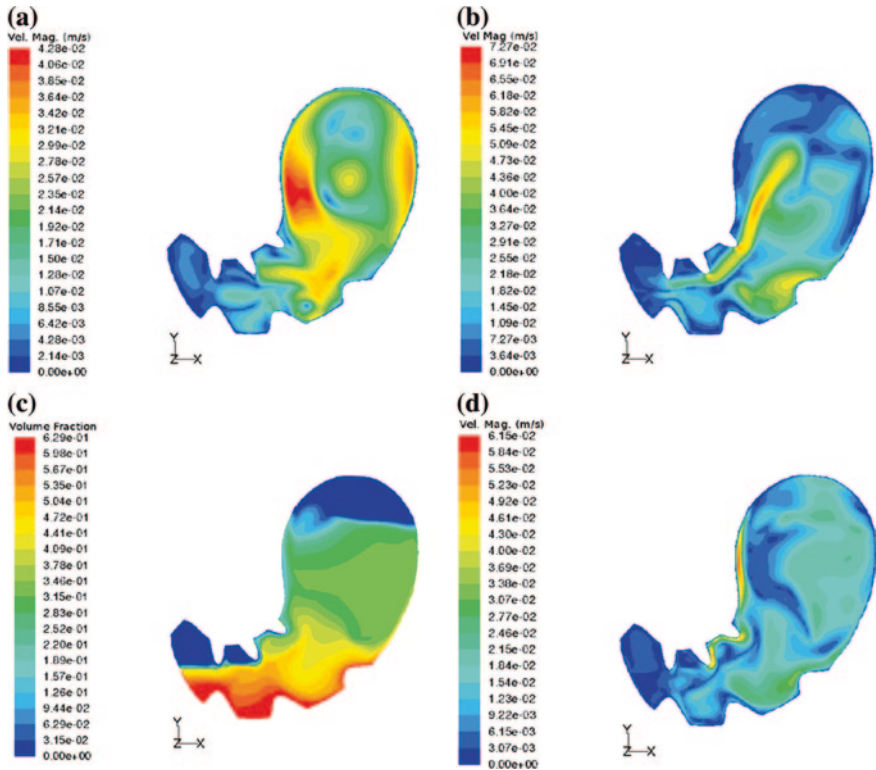 (a)
Vel. Mag. (m/s)
4.28e-02
4.06e-02
3.85e-02
3.64e-02
3.42e-02
3.21e-02
2.99e-02
2.78e-02
2.57e-02
2.35e-02
2.14e-02
1.92e-02
1.71e-02
1.50e-02
1.28e-02
1.07e-02
8.55e-03
6.42e-03
4.28e-03
2.14e-03
0.00e+00
Y
Z X
(b)
Vel Mag (m/s)
7.27e-02
6.91e-02
6.55e-02
6.18e-02
5.82e-02
5.45e-02
5.09e-02
4.73e-02
4.36e-02
4.00e-02
3.64e-02
3.27e-02
2.91e-02
2.55e-02
2.18e-02
1.82e-02
1.45e-02
1.09e-02
7.27e-03
3.64e-03
0.00e+00
Y
Z X
(c)
Volume Fraction
6.29e-01
5.98e-01
5.67e-01
5.35e-01
5.04e-01
4.72e-01
4.41e-01
4.09e-01
3.78e-01
3.46e-01
3.15e-01
2.83e-01
2.52e-01
2.20e-01
1.89e-01
1.57e-01
1.26e-01
9.44e-02
6.29e-02
3.15e-02
0.00e+00
Y
Z X
(d)
Vel. Mag. (m/s)
6.15e-02
5.84e-02
5.53e-02
5.23e-02
4.92e-02
4.61e-02
4.30e-02
4.00e-02
3.69e-02
3.38e-02
3.07e-02
2.77e-02
2.46e-02
2.15e-02
1.84e-02
1.54e-02
1.23e-02
9.22e-03
6.15e-03
3.07e-03
0.00e+00
Y
Z X